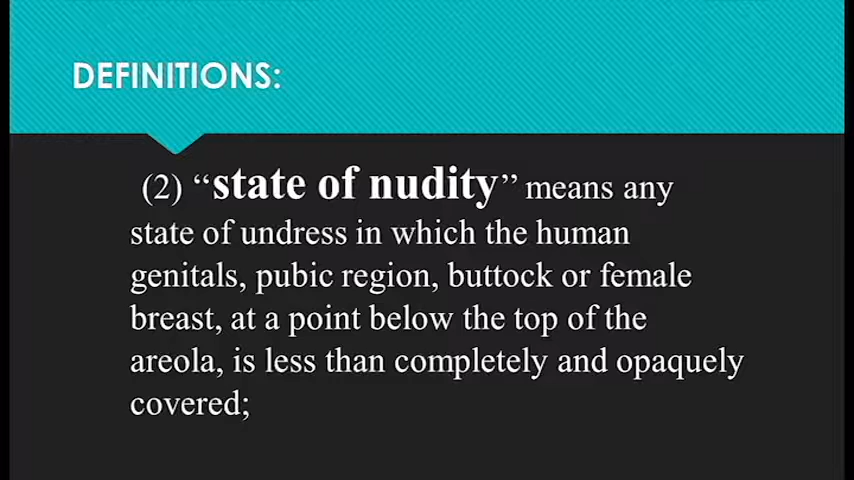 DEFINITIONS:
(2) “state of nudity” means any
state of undress in which the human
genitals, pubic region, buttock or female
breast, at a point below the top of the
areola, is less than completely and opaquely
covered;